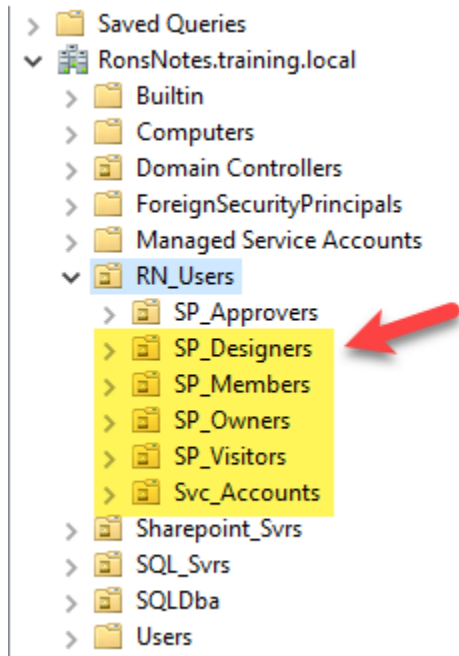 Saved Queries
RonsNotes.training.local
Builtin
Computers
Domain Controllers
ForeignSecurityPrincipals
Managed Service Accounts
RN_Users
SP_Approvers
SP_Designers
SP_Members
SP_Owners
SP_Visitors
Svc_Accounts
Sharepoint_Svrs
SQL_Svrs
SQLDba
Users